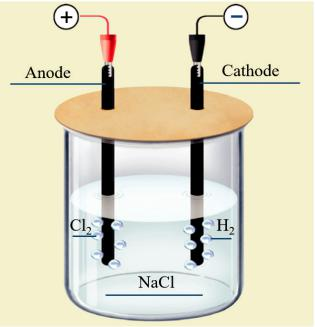 + −
Anode Cathode
Cl₂ H₂
NaCl